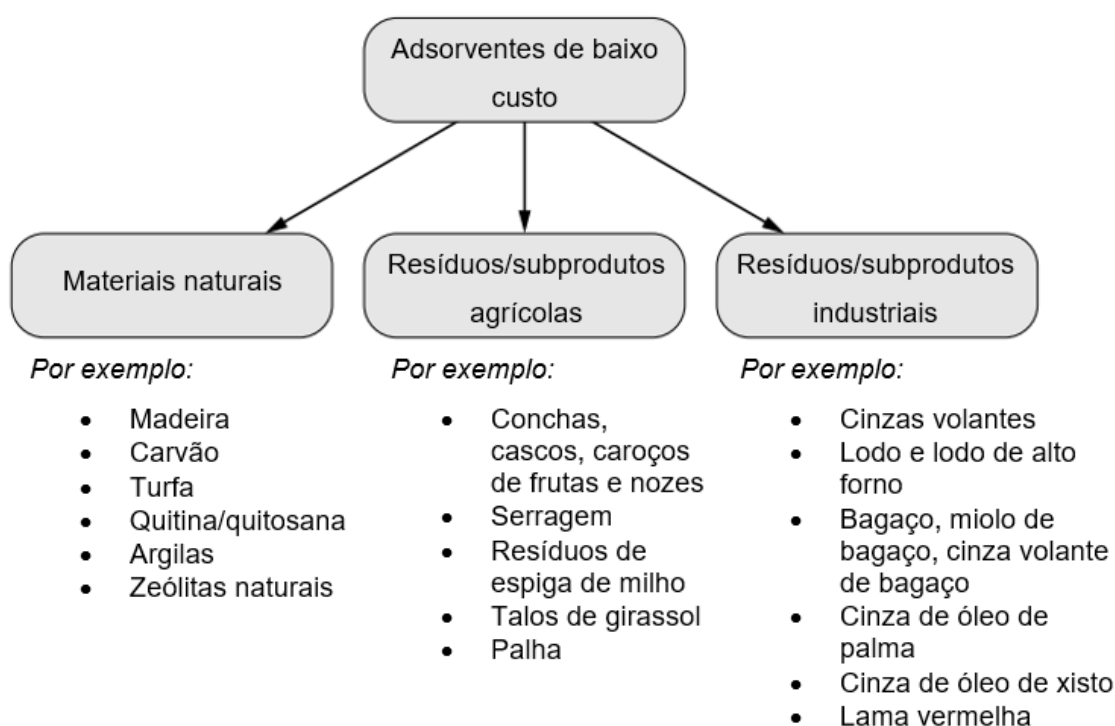 Adsorventes de baixo
custo
Materiais naturais
Resíduos/subprodutos
agrícolas
Resíduos/subprodutos
industriais
Por exemplo:
• Madeira
• Carvão
• Turfa
• Quitina/quitosana
• Argilas
• Zeólitas naturais
Por exemplo:
• Conchas,
cascos, caroços
de frutas e nozes
• Serragem
• Resíduos de
espiga de milho
• Talos de girassol
• Palha
Por exemplo:
• Cinzas volantes
• Lodo e lodo de alto
forno
• Bagaço, miolo de
bagaço, cinza volante
de bagaço
• Cinza de óleo de
palma
• Cinza de óleo de xisto
• Lama vermelha